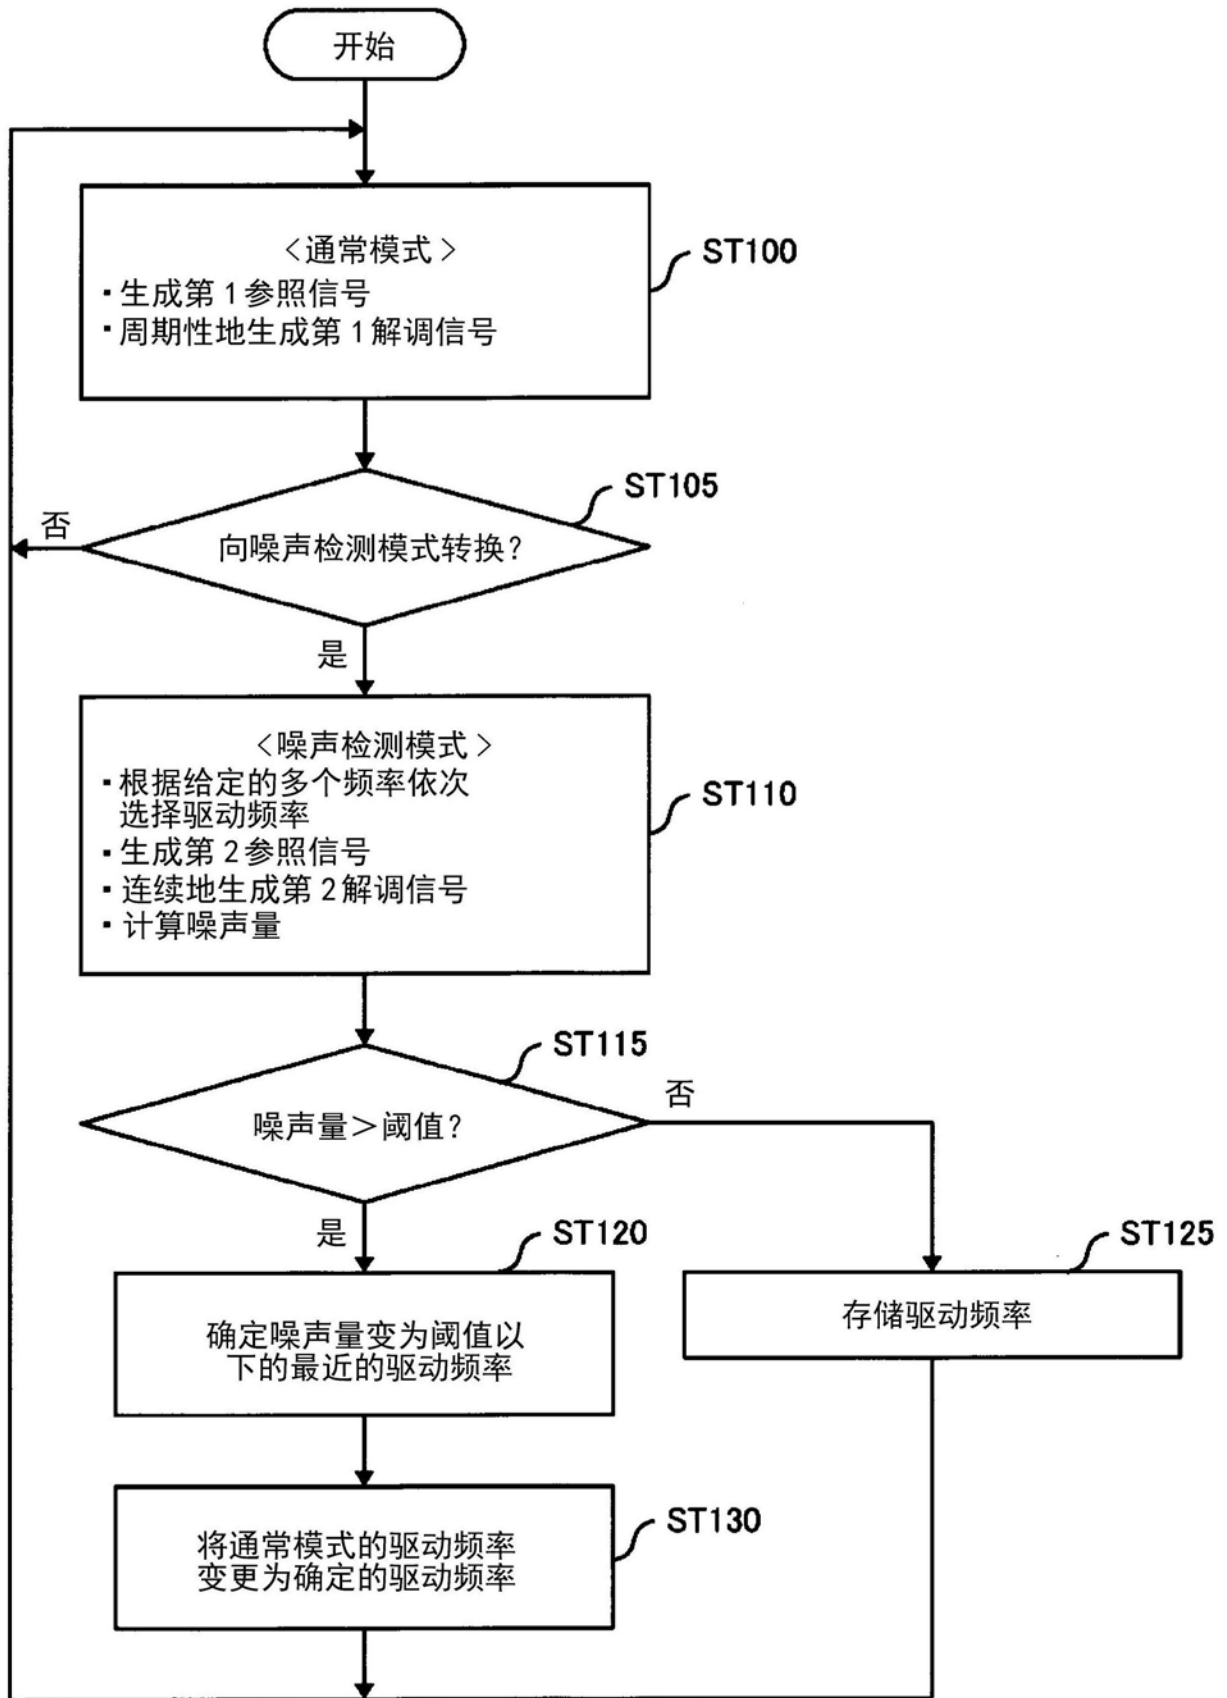 开始
<通常模式>
ST100
▪生成第1参照信号
▪周期性地生成第1解调信号
ST105
否
向噪声检测模式转换?
是
<噪声检测模式>
▪根据给定的多个频率依次
选择驱动频率
ST110
▪生成第2参照信号
▪连续地生成第2解调信号
▪计算噪声量
ST115
否
噪声量>阈值?
是
ST120
ST125
存储驱动频率
确定噪声量变为阈值以
下的最近的驱动频率
ST130
将通常模式的驱动频率
变更为确定的驱动频率